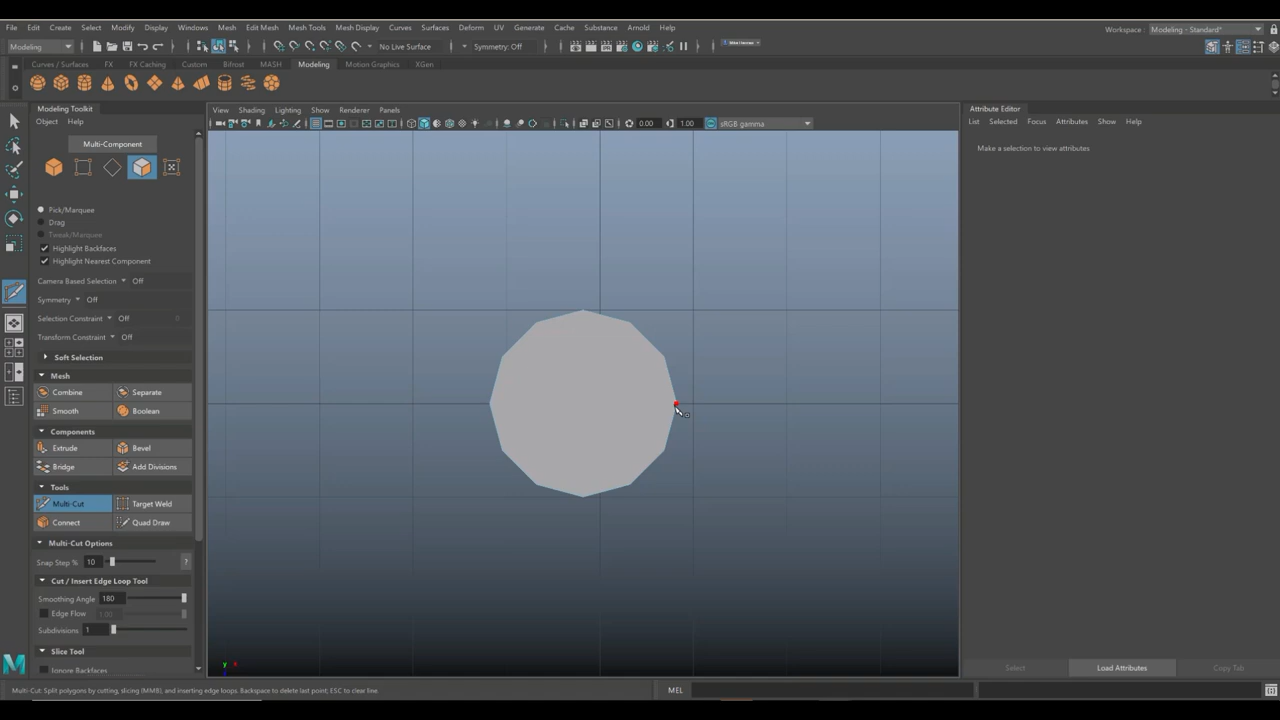 File Edit Create Select Modify Display Windows Mesh Edit Mesh Mesh Tools Mesh Display Curves Surfaces Deform UV Generate Cache Substance Arnold Help
Workspace: Modeling - Standard*
Modeling
No Live Surface
Symmetry: Off
Curves / Surfaces FX FX Caching Custom Bifrost MASH Modeling Motion Graphics XGen
Modeling Toolkit
Object Help
View Shading Lighting Show Renderer Panels
0.00 1.00 sRGB gamma
Multi-Component
Pick/Marquee
Drag
Tweak/Marquee
Highlight Backfaces
Highlight Nearest Component
Camera Based Selection Off
Symmetry Off
Selection Constraint Off
Transform Constraint Off
Soft Selection
Mesh
Combine Separate
Smooth Boolean
Components
Extrude Bevel
Bridge Add Divisions
Tools
Multi-Cut Target Weld
Connect Quad Draw
Multi-Cut Options
Snap Step % 10 ?
Cut / Insert Edge Loop Tool
Smoothing Angle 180
Edge Flow 1.00
Subdivisions 1
Slice Tool
Ignore Backfaces
y
Attribute Editor
List Selected Focus Attributes Show Help
Make a selection to view attributes
Select Load Attributes Copy Tab
Multi-Cut: Split polygons by cutting, slicing (MMB), and inserting edge loops. Backspace to delete last point; ESC to clear line.
MEL